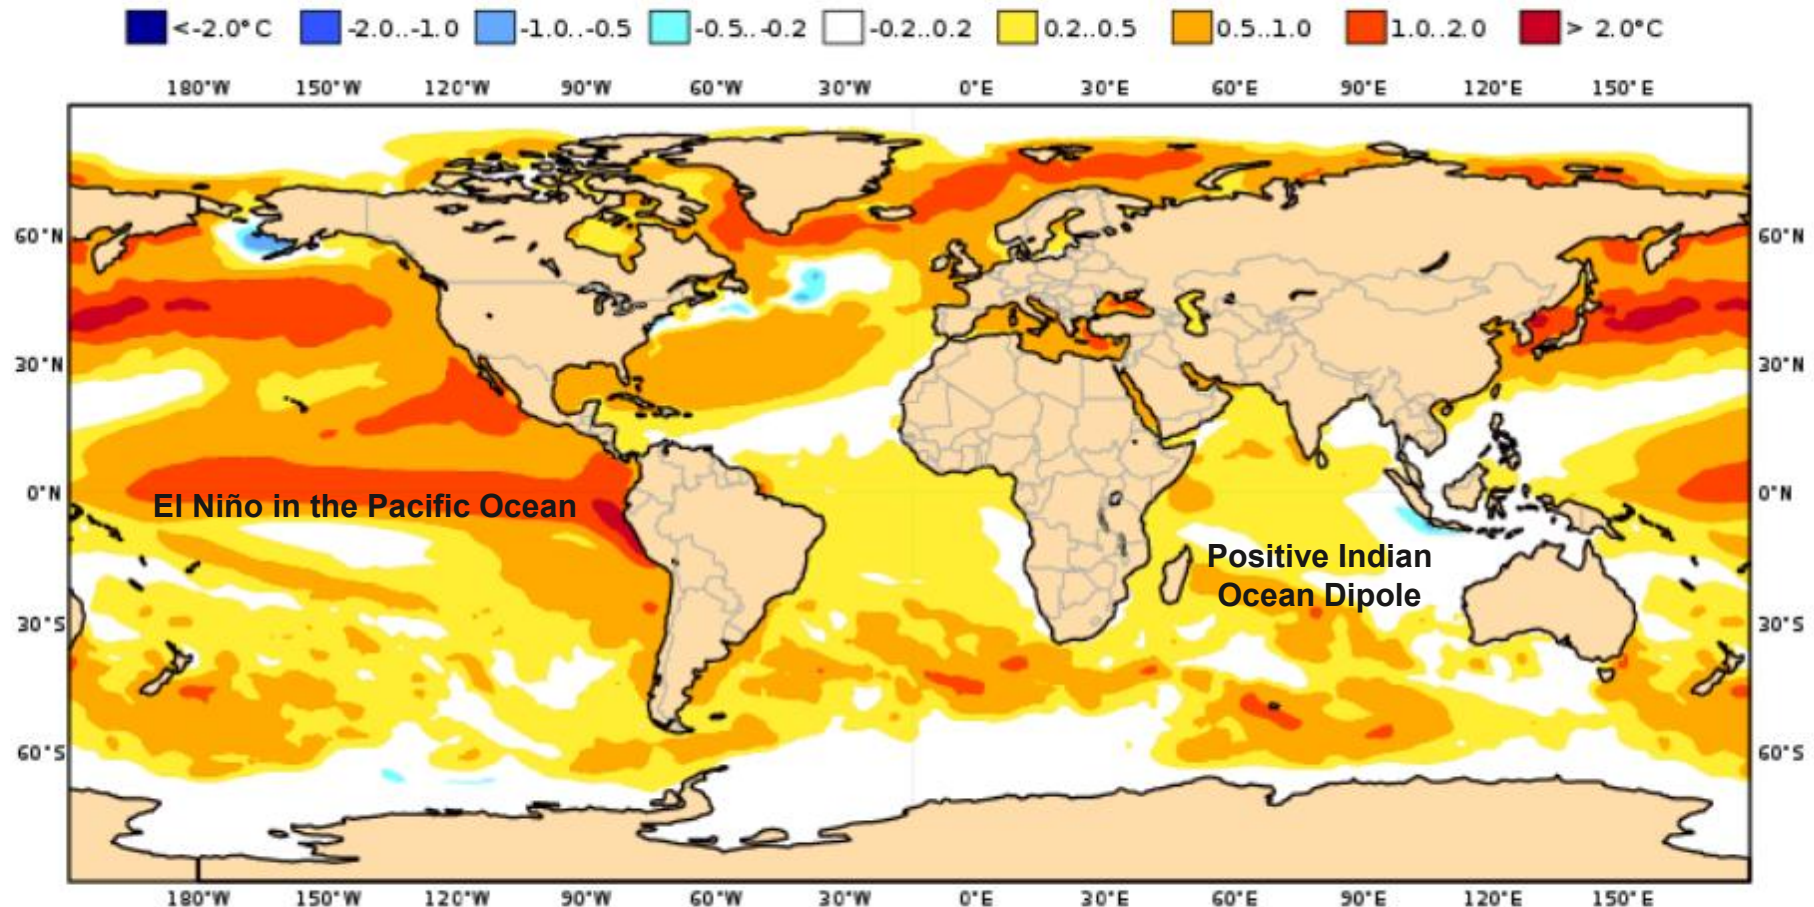 <-2.0°C -2.0..-1.0 -1.0..-0.5 -0.5..-0.2 -0.2..0.2 0.2..0.5 0.5..1.0 1.0..2.0 > 2.0°C
180°W 150°W 120°W 90°W 60°W 30°W 0°E 30°E 60°E 90°E 120°E 150°E
60°N 60°N
30°N 30°N
0°N 0°N
El Niño in the Pacific Ocean
Positive Indian
Ocean Dipole
30°S 30°S
60°S 60°S
180°W 150°W 120°W 90°W 60°W 30°W 0°E 30°E 60°E 90°E 120°E 150°E